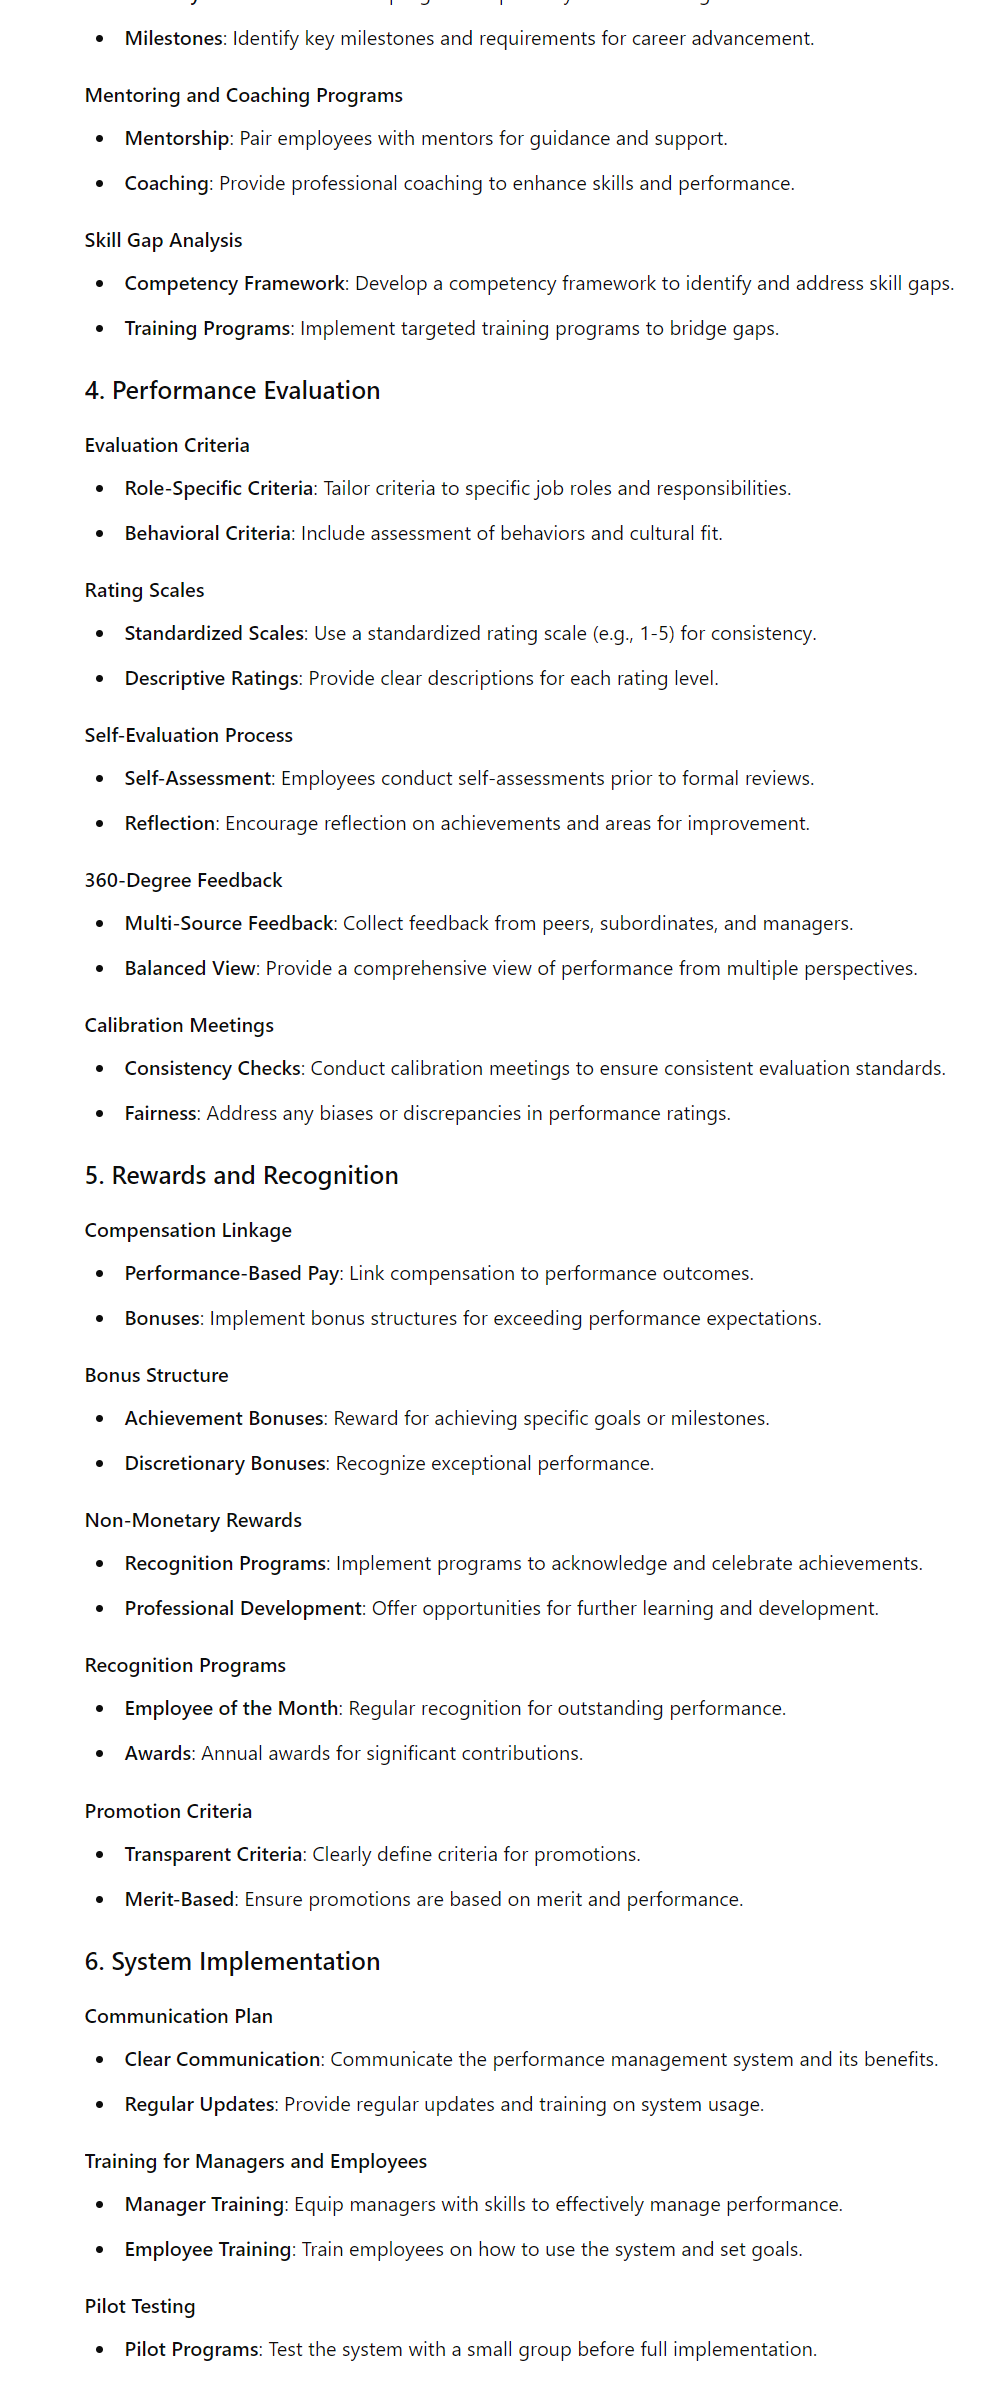 Milestones: Identify key milestones and requirements for career advancement.
Mentoring and Coaching Programs
Mentorship: Pair employees with mentors for guidance and support.
Coaching: Provide professional coaching to enhance skills and performance.
Skill Gap Analysis
Competency Framework: Develop a competency framework to identify and address skill gaps.
Training Programs: Implement targeted training programs to bridge gaps.
4. Performance Evaluation
Evaluation Criteria
Role-Specific Criteria: Tailor criteria to specific job roles and responsibilities.
Behavioral Criteria: Include assessment of behaviors and cultural fit.
Rating Scales
Standardized Scales: Use a standardized rating scale (e.g., 1-5) for consistency.
Descriptive Ratings: Provide clear descriptions for each rating level.
Self-Evaluation Process
Self-Assessment: Employees conduct self-assessments prior to formal reviews.
Reflection: Encourage reflection on achievements and areas for improvement.
360-Degree Feedback
Multi-Source Feedback: Collect feedback from peers, subordinates, and managers.
Balanced View: Provide a comprehensive view of performance from multiple perspectives.
Calibration Meetings
Consistency Checks: Conduct calibration meetings to ensure consistent evaluation standards.
Fairness: Address any biases or discrepancies in performance ratings.
5. Rewards and Recognition
Compensation Linkage
Performance-Based Pay: Link compensation to performance outcomes.
Bonuses: Implement bonus structures for exceeding performance expectations.
Bonus Structure
Achievement Bonuses: Reward for achieving specific goals or milestones.
Discretionary Bonuses: Recognize exceptional performance.
Non-Monetary Rewards
Recognition Programs: Implement programs to acknowledge and celebrate achievements.
Professional Development: Offer opportunities for further learning and development.
Recognition Programs
Employee of the Month: Regular recognition for outstanding performance.
Awards: Annual awards for significant contributions.
Promotion Criteria
Transparent Criteria: Clearly define criteria for promotions.
Merit-Based: Ensure promotions are based on merit and performance.
6. System Implementation
Communication Plan
Clear Communication: Communicate the performance management system and its benefits.
Regular Updates: Provide regular updates and training on system usage.
Training for Managers and Employees
Manager Training: Equip managers with skills to effectively manage performance.
Employee Training: Train employees on how to use the system and set goals.
Pilot Testing
Pilot Programs: Test the system with a small group before full implementation.